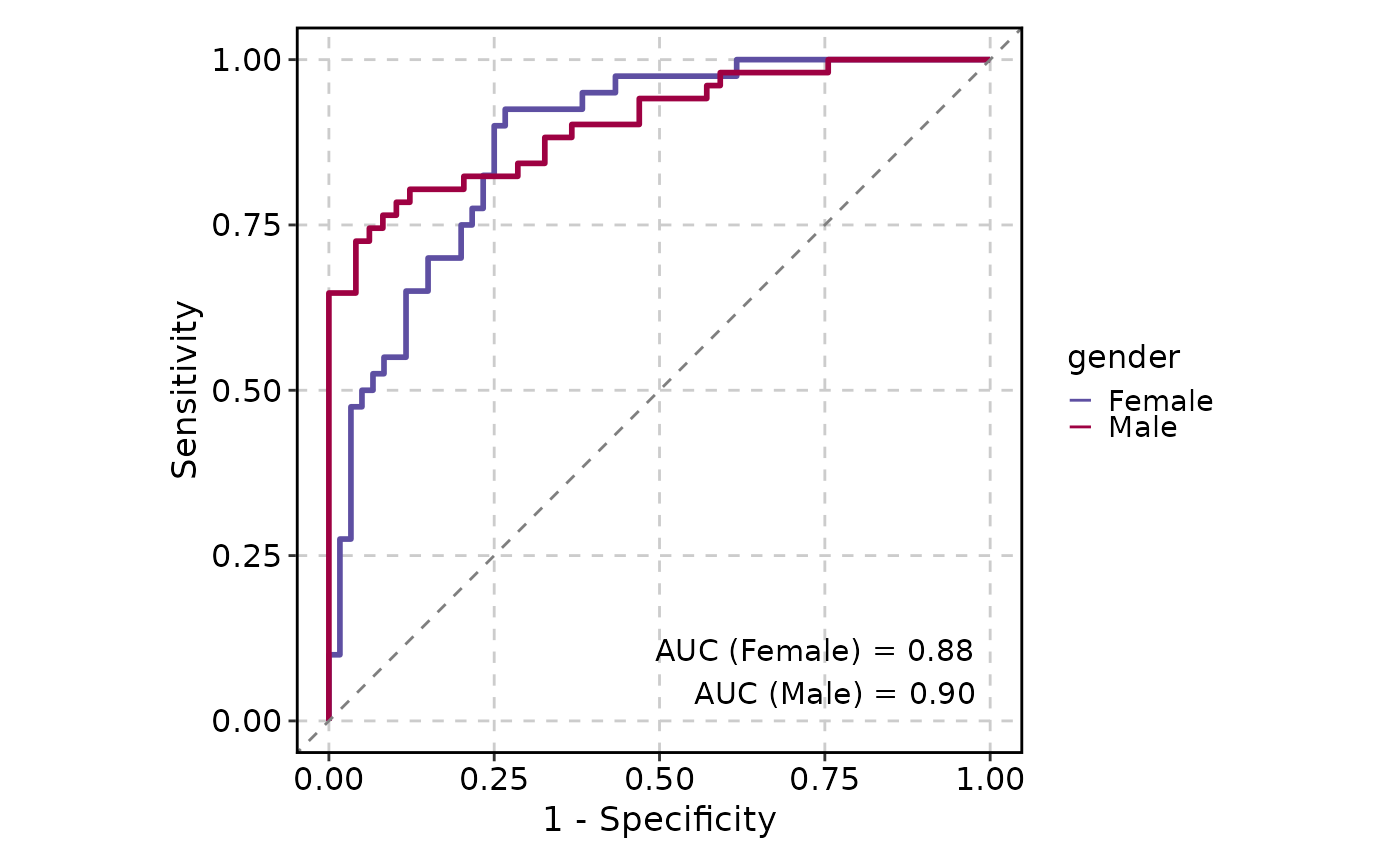 1.00
0.75
0.50
0.25
0.00
Sensitivity
AUC (Female) = 0.88
AUC (Male) = 0.90
0.00 0.25 0.50 0.75 1.00
1 - Specificity
gender
Female
Male